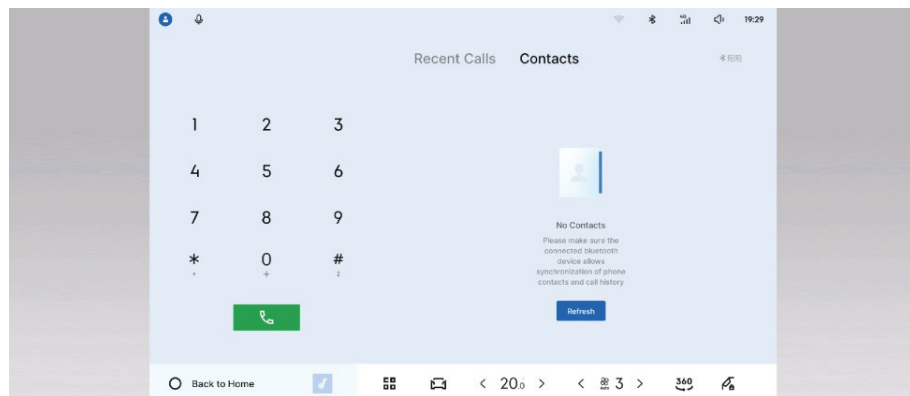 4G
19:29
Recent Calls Contacts
1 2 3
4 5 6
7 8 9
* 0 #
, + ;
No Contacts
Please make sure the
connected bluetooth
device allows
synchronization of phone
contacts and call history
Refresh
Back to Home
< 20.0 >
< AUTO 3 >
360